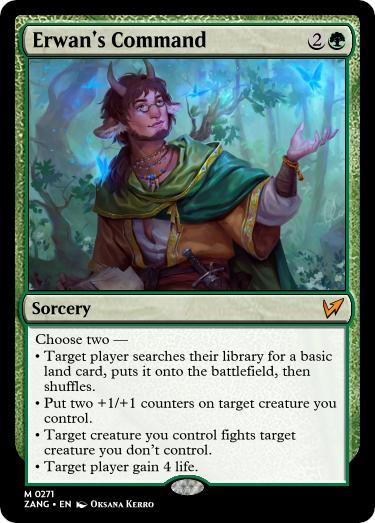 Erwan's Command 2
Sorcery
Choose two —
• Target player searches their library for a basic
land card, puts it onto the battlefield, then
shuffles.
• Put two +1/+1 counters on target creature you
control.
• Target creature you control fights target
creature you don't control.
• Target player gain 4 life.
M 0271
ZANG • EN Oksana Kerro